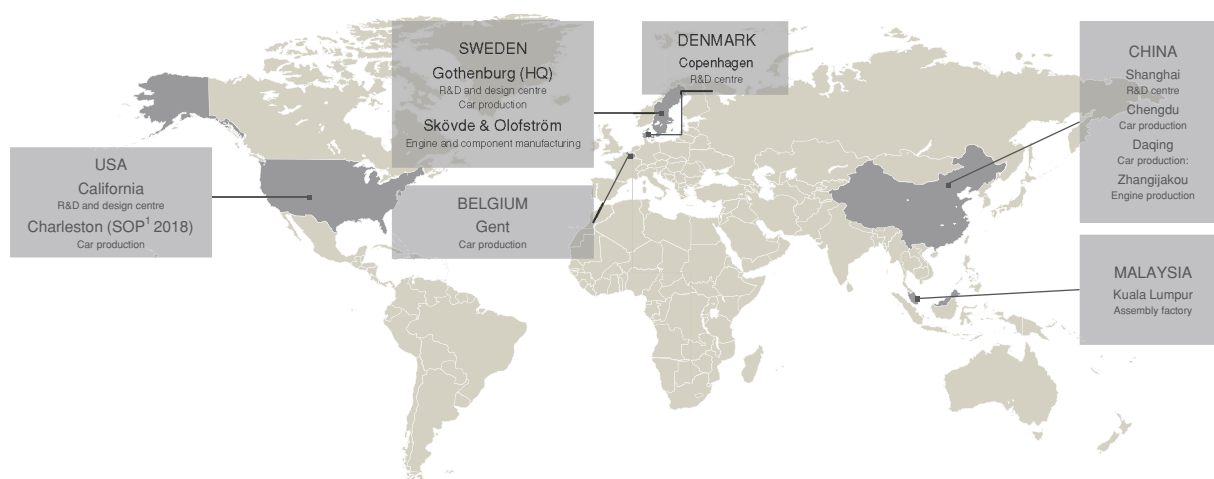 SWEDEN
Gothenburg (HQ)
R&D and design centre
Car production
Skövde & Olofström
Engine and component manufacturing
DENMARK
Copenhagen
R&D centre
CHINA
Shanghai
R&D centre
Chengdu
Car production
Daqing
Car production:
Zhangijakou
Engine production
USA
California
R&D and design centre
Charleston (SOP¹ 2018)
Car production
BELGIUM
Gent
Car production
MALAYSIA
Kuala Lumpur
Assembly factory